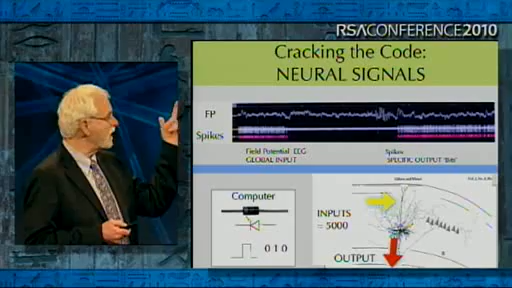 RSACONFERENCE2010
Cracking the Code:
NEURAL SIGNALS
FP
Spikes
Field Potential EEG
GLOBAL INPUT
Spikes
SPECIFIC OUTPUT "Bits"
Computer
0 1 0
INPUTS
= 5000
OUTPUT